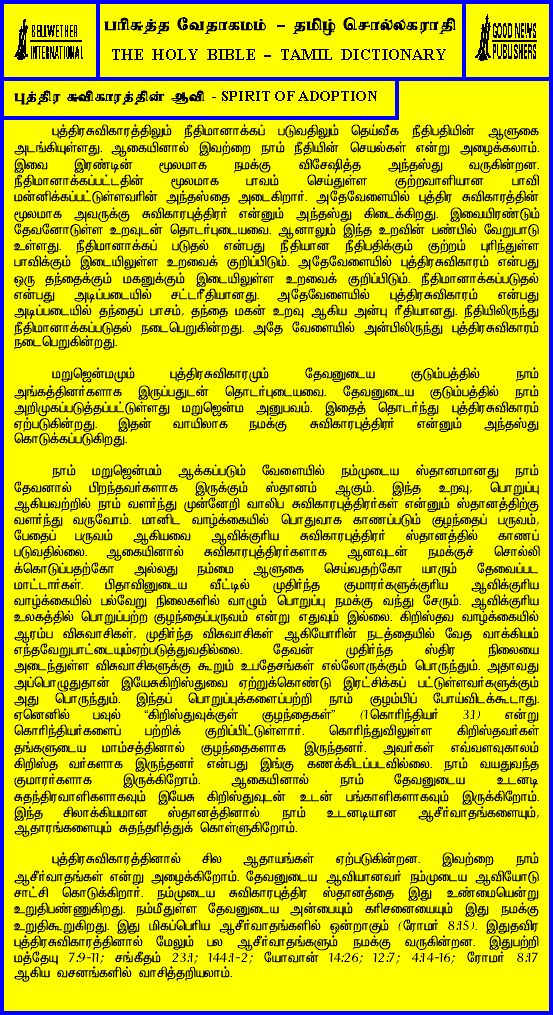 BELLWETHER
INTERNATIONAL
பரிசுத்த வேதாகமம் – தமிழ் சொல்லகராதி
THE HOLY BIBLE – TAMIL DICTIONARY
GOOD NEWS
PUBLISHERS
புத்திர சுவிகாரத்தின் ஆவி - SPIRIT OF ADOPTION
புத்திரசுவிகாரத்திலும் நீதிமானாக்கப் படுவதிலும் தெய்வீக நீதிபதியின் ஆளுகை
அடங்கியுள்ளது. ஆகையினால் இவற்றை நாம் நீதியின் செயல்கள் என்று அழைக்கலாம்.
இவை இரண்டின் மூலமாக நமக்கு விசேஷித்த அந்தஸ்து வருகின்றன.
நீதிமானாக்கப்பட்டதின் மூலமாக பாவம் செய்துள்ள குற்றவாளியான பாவி
மன்னிக்கப்பட்டுள்ளவரின் அந்தஸ்தை அடைகிறார். அதேவேளையில் புத்திர சுவிகாரத்தின்
மூலமாக அவருக்கு சுவிகாரபுத்திரர் என்னும் அந்தஸ்து கிடைக்கிறது. இவையிரண்டும்
தேவனோடுள்ள உறவுடன் தொடர்புடையவை. ஆனாலும் இந்த உறவின் பண்பில் வேறுபாடு
உள்ளது. நீதிமானாக்கப் படுதல் என்பது நீதியான நீதிபதிக்கும் குற்றம் புரிந்துள்ள
பாவிக்கும் இடையிலுள்ள உறவைக் குறிப்பிடும். அதேவேளையில் புத்திரசுவிகாரம் என்பது
ஒரு தந்தைக்கும் மகனுக்கும் இடையிலுள்ள உறவைக் குறிப்பிடும். நீதிமானாக்கப்படுதல்
என்பது அடிப்படையில் சட்டரீதியானது. அதேவேளையில் புத்திரசுவிகாரம் என்பது
அடிப்படையில் தந்தைப் பாசம், தந்தை மகன் உறவு ஆகிய அன்பு ரீதியானது. நீதியிலிருந்து
நீதிமானாக்கப்படுதல் நடைபெறுகின்றது. அதே வேளையில் அன்பிலிருந்து புத்திரசுவிகாரம்
நடைபெறுகின்றது.
மறுஜென்மமும் புத்திரசுவிகாரமும் தேவனுடைய குடும்பத்தில் நாம்
அங்கத்தினர்களாக இருப்பதுடன் தொடர்புடையவை. தேவனுடைய குடும்பத்தில் நாம்
அறிமுகப்படுத்தப்பட்டுள்ளது மறுஜென்ம அனுபவம். இதைத் தொடர்ந்து புத்திரசுவிகாரம்
ஏற்படுகின்றது. இதன் வாயிலாக நமக்கு சுவிகாரபுத்திரர் என்னும் அந்தஸ்து
கொடுக்கப்படுகிறது.
நாம் மறுஜென்மம் ஆக்கப்படும் வேளையில் நம்முடைய ஸ்தானமானது நாம்
தேவனால் பிறந்தவர்களாக இருக்கும் ஸ்தானம் ஆகும். இந்த உறவு, பொறுப்பு
ஆகியவற்றில் நாம் வளர்ந்து முன்னேறி வாலிப சுவிகாரபுத்திரர்கள் என்னும் ஸ்தானத்திற்கு
வளர்ந்து வருவோம். மானிட வாழ்க்கையில் பொதுவாக காணப்படும் குழந்தைப் பருவம்,
பேதைப் பருவம் ஆகியவை ஆவிக்குரிய சுவிகாரபுத்திரர் ஸ்தானத்தில் காணப்
படுவதில்லை. ஆகையினால் சுவிகாரபுத்திரர்களாக ஆனவுடன் நமக்குச் சொல்லி
க்கொடுப்பதற்கோ அல்லது நம்மை ஆளுகை செய்வதற்கோ யாரும் தேவைப்பட
மாட்டார்கள். பிதாவினுடைய வீட்டில் முதிர்ந்த குமாரர்களுக்குரிய ஆவிக்குரிய
வாழ்க்கையில் பல்வேறு நிலைகளில் வாழும் பொறுப்பு நமக்கு வந்து சேரும். ஆவிக்குரிய
உலகத்தில் பொறுப்பற்ற குழந்தைப்பருவம் என்று எதுவும் இல்லை. கிறிஸ்தவ வாழ்க்கையில்
ஆரம்ப விசுவாசிகள், முதிர்ந்த விசுவாசிகள் ஆகியோரின் நடத்தையில் வேத வாக்கியம்
எந்தவேறுபாட்டையும்ஏற்படுத்துவதில்லை. தேவன் முதிர்ந்த ஸ்திர நிலையை
அடைந்துள்ள விசுவாசிகளுக்கு கூறும் உபதேசங்கள் எல்லோருக்கும் பொருந்தும். அதாவது
அப்பொழுதுதான் இயேசுகிறிஸ்துவை ஏற்றுக்கொண்டு இரட்சிக்கப் பட்டுள்ளவர்களுக்கும்
அது பொருந்தும். இந்தப் பொறுப்புக்களைப்பற்றி நாம் குழம்பிப் போய்விடக்கூடாது.
ஏனெனில் பவுல் “கிறிஸ்துவுக்குள் குழந்தைகள்” (1கொரிந்தியர் 3:1) என்று
கொரிந்தியர்களைப் பற்றிக் குறிப்பிட்டுள்ளார். கொரிந்துவிலுள்ள கிறிஸ்தவர்கள்
தங்களுடைய மாம்சத்தினால் குழந்தைகளாக இருந்தனர். அவர்கள் எவ்வளவுகாலம்
கிறிஸ்த வர்களாக இருந்தனர் என்பது இங்கு கணக்கிடப்படவில்லை. நாம் வயதுவந்த
குமாரர்களாக இருக்கிறோம். ஆகையினால் நாம் தேவனுடைய உடனடி
சுதந்திரவாளிகளாகவும் இயேசு கிறிஸ்துவுடன் உடன் பங்காளிகளாகவும் இருக்கிறோம்.
இந்த சிலாக்கியமான ஸ்தானத்தினால் நாம் உடனடியான ஆசீர்வாதங்களையும்,
ஆதாரங்களையும் சுதந்தரித்துக் கொள்ளுகிறோம்.
புத்திரசுவிகாரத்தினால் சில ஆதாயங்கள் ஏற்படுகின்றன. இவற்றை நாம்
ஆசீர்வாதங்கள் என்று அழைக்கிறோம். தேவனுடைய ஆவியானவர் நம்முடைய ஆவியோடு
சாட்சி கொடுக்கிறார். நம்முடைய சுவிகாரபுத்திர ஸ்தானத்தை இது உண்மையென்று
உறுதிபண்ணுகிறது. நம்மீதுள்ள தேவனுடைய அன்பையும் கரிசனையையும் இது நமக்கு
உறுதிகூறுகிறது. இது மிகப்பெரிய ஆசீர்வாதங்களில் ஒன்றாகும் (ரோமர் 8:15). இதுதவிர
புத்திரசுவிகாரத்தினால் மேலும் பல ஆசீர்வாதங்களும் நமக்கு வருகின்றன. இதுபற்றி
மத்தேயு 7:9-11; சங்கீதம் 23:1; 144:1-2; யோவான் 14:26; 12:7; 4:14-16; ரோமர் 8:17
ஆகிய வசனங்களில் வாசித்தறியலாம்.